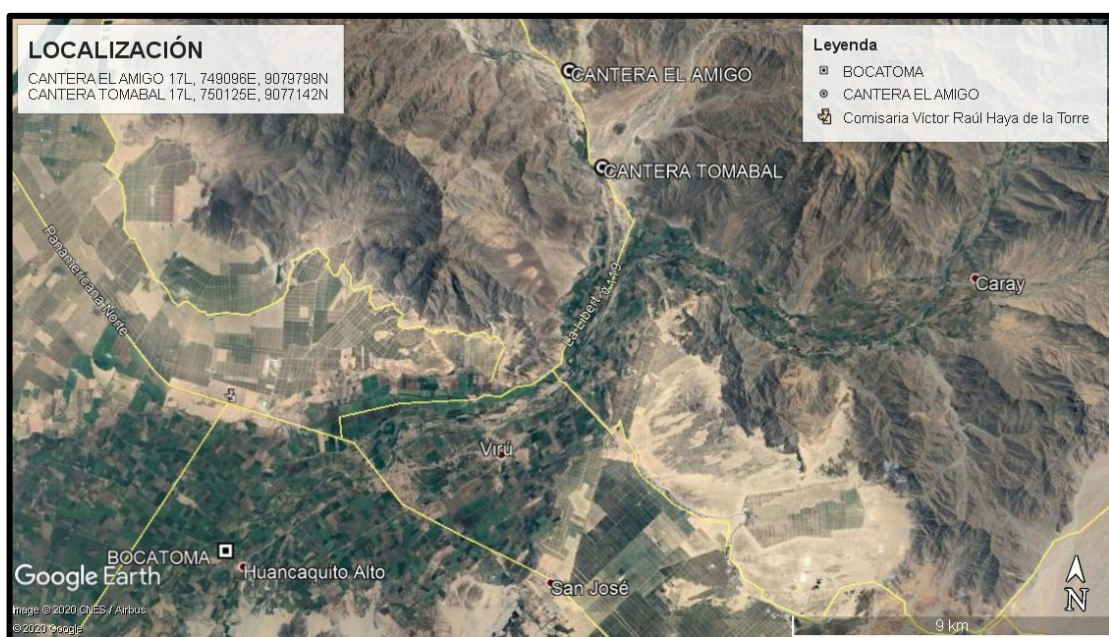 LOCALIZACIÓN
CANTERA EL AMIGO 17L, 749096E, 9079798N
CANTERA TOMABAL 17L, 750125E, 9077142N
Leyenda
BOCATOMA
CANTERA EL AMIGO
Comisaria Víctor Raúl Haya de la Torre
CANTERA EL AMIGO
CANTERA TOMABAL
Panamericana Norte
Caray
Virú
BOCATOMA
Huancaquito Alto
San José
Google Earth
Image © 2020 CNES / Airbus
© 2020 Google
N
9 km